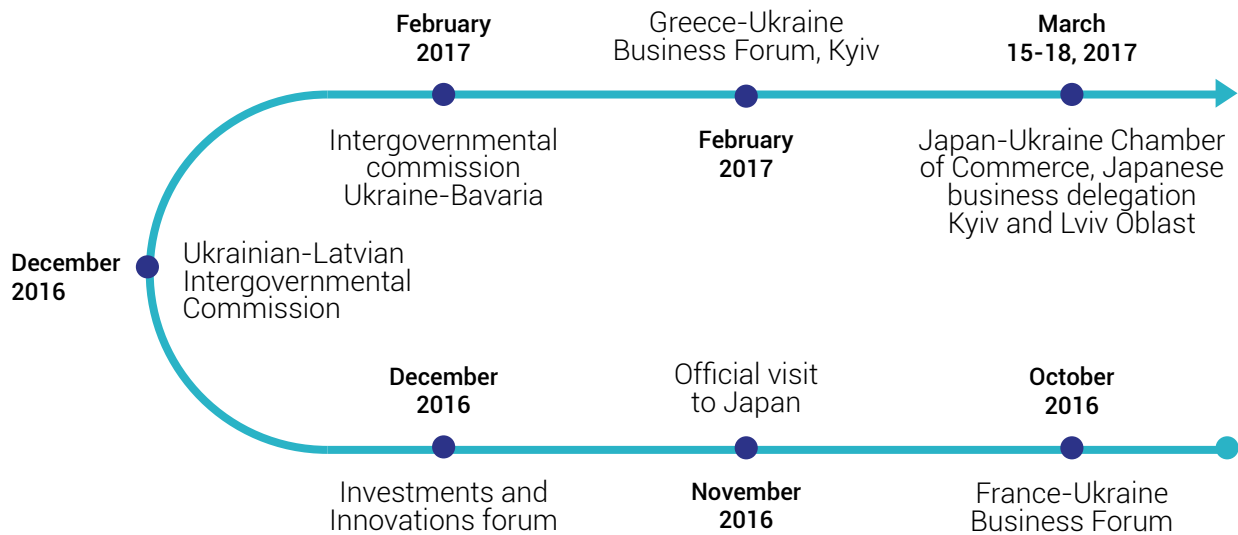 February
2017
Intergovernmental
commission
Ukraine-Bavaria
Greece-Ukraine
Business Forum, Kyiv
February
2017
March
15-18, 2017
Japan-Ukraine Chamber
of Commerce, Japanese
business delegation
Kyiv and Lviv Oblast
December
2016
Ukrainian-Latvian
Intergovernmental
Commission
December
2016
Investments and
Innovations forum
Official visit
to Japan
November
2016
October
2016
France-Ukraine
Business Forum